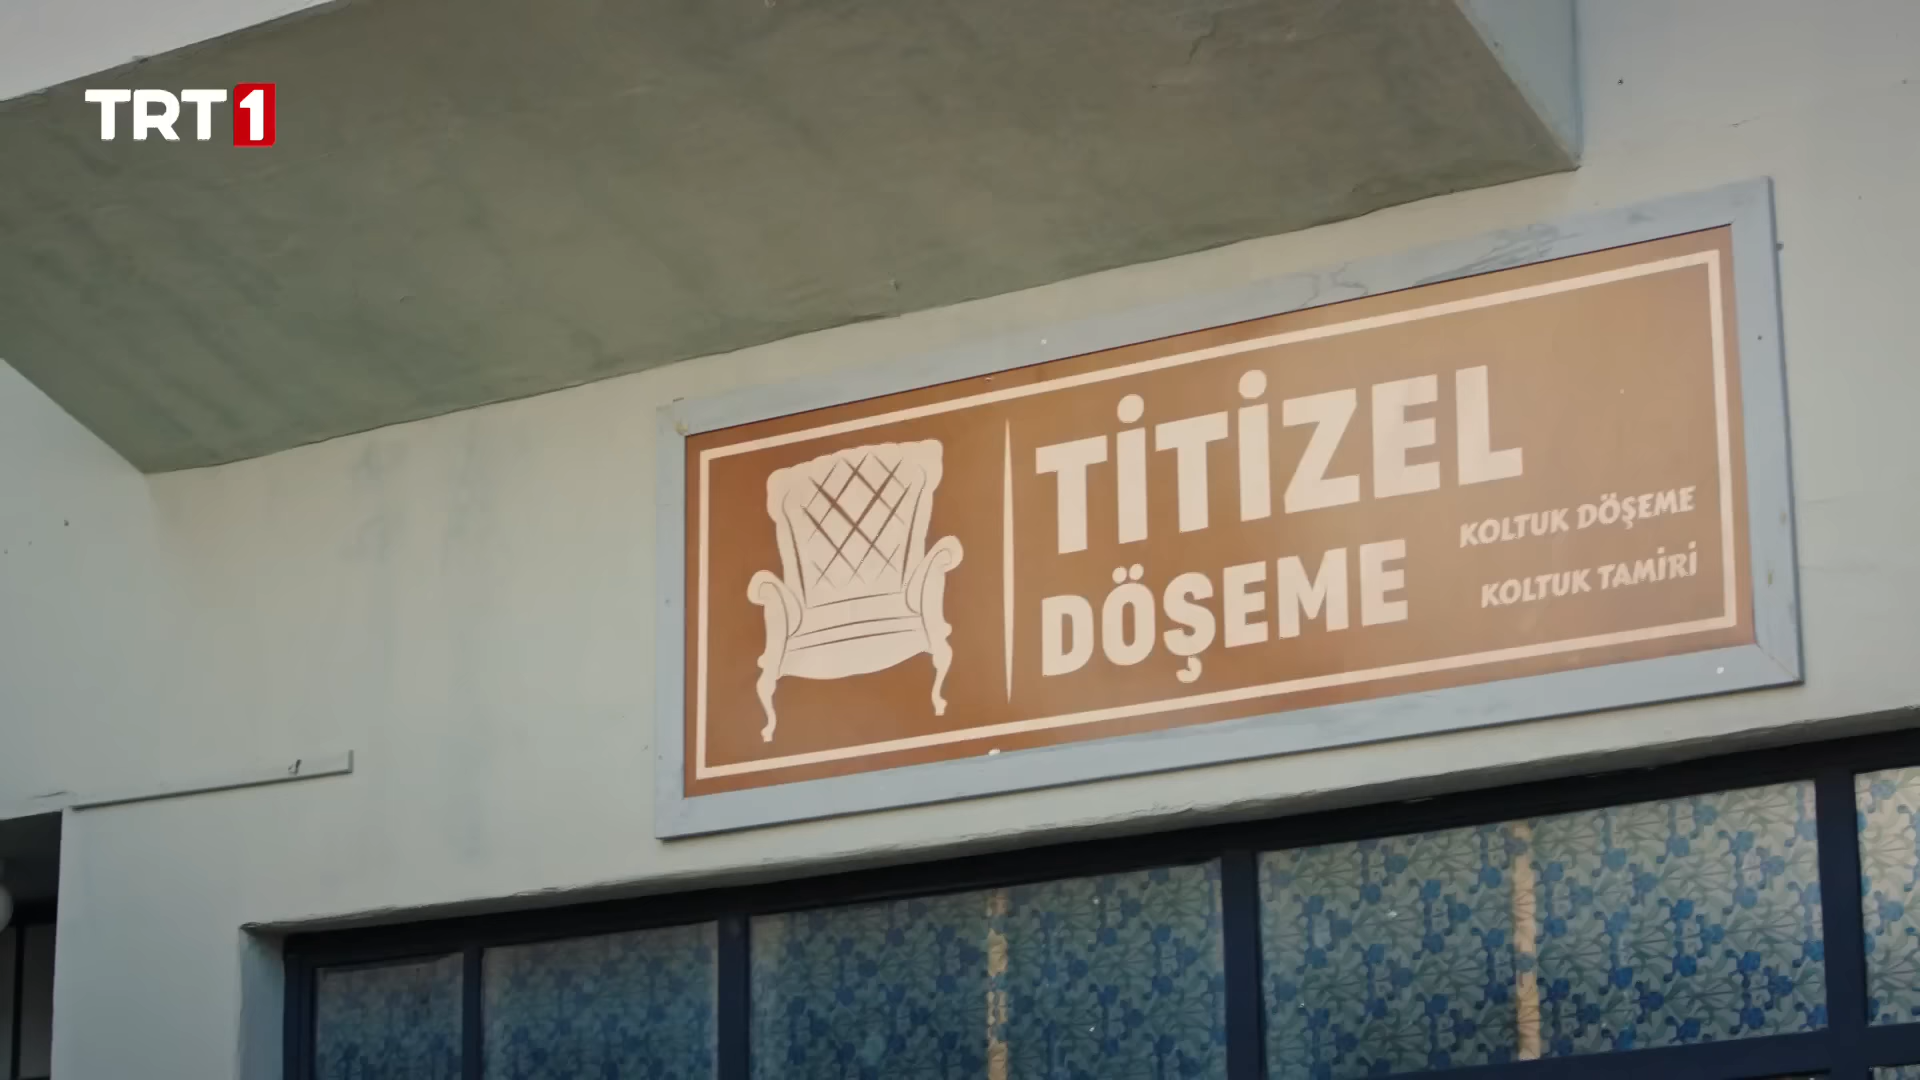 TRT1
TİTİZEL
DÖŞEME
KOLTUK DÖŞEME
KOLTUK TAMİRİ